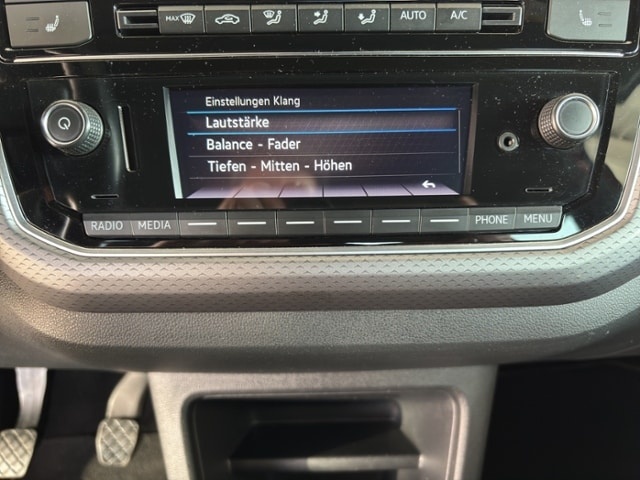 MAX AUTO A/C
Einstellungen Klang
Lautstärke
Balance - Fader
Tiefen - Mitten - Höhen
RADIO MEDIA PHONE MENU